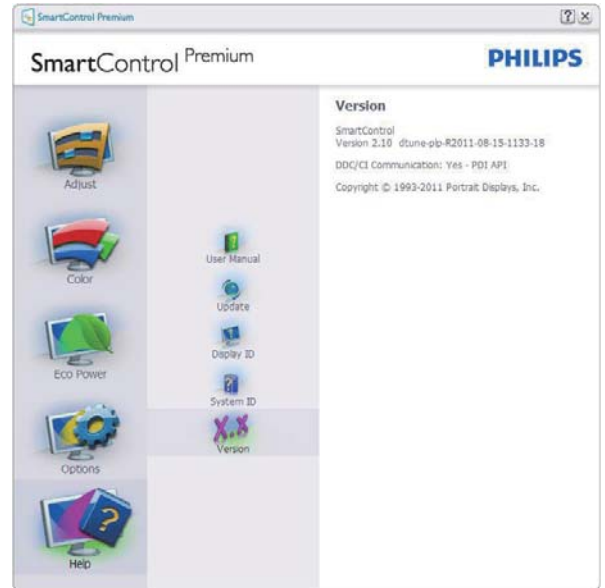 SmartControl Premium
SmartControl Premium
PHILIPS
Adjust
Color
Eco Power
Options
Help
User Manual
Update
Display ID
System ID
X.X
Version
Version
SmartControl
Version 2.10 dtune-plp-R2011-08-15-1133-18
DDC/CI Communication: Yes - PDI API
Copyright © 1993-2011 Portrait Displays, Inc.